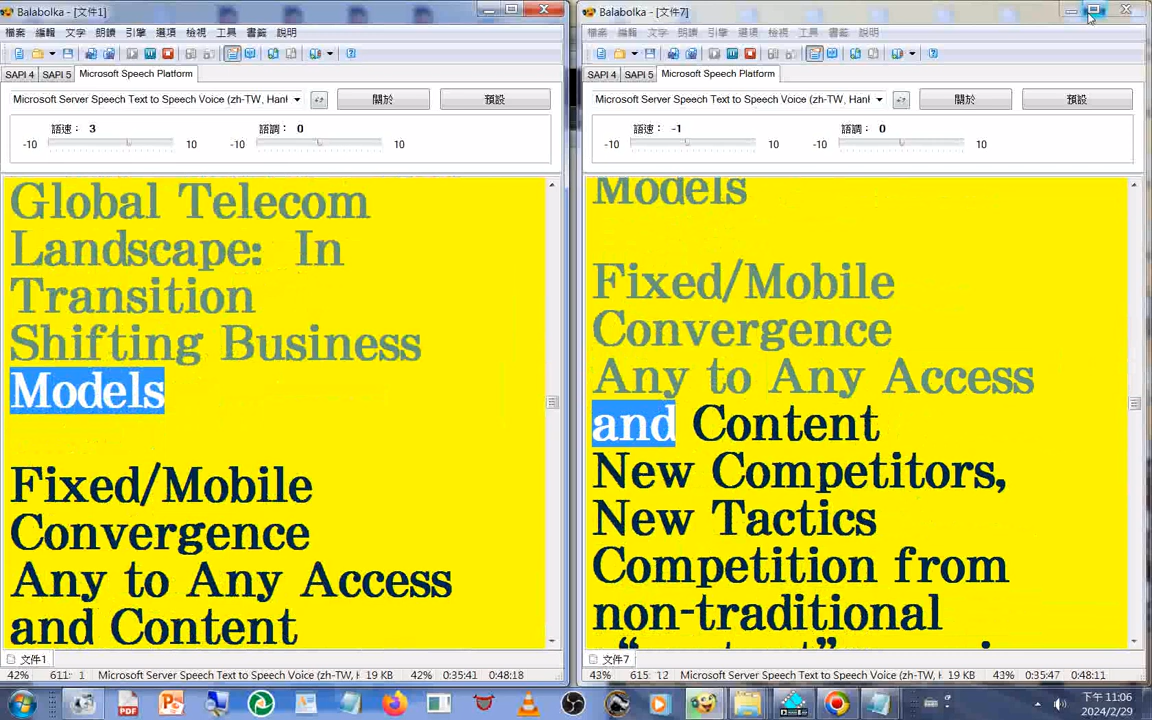 Balabolka - [文件1]
檔案 編輯 文字 朗讀 引擎 選項 檢視 工具 書籤 說明
SAPI 4 SAPI 5 Microsoft Speech Platform
Microsoft Server Speech Text to Speech Voice (zh-TW, Han
關於 預設
語速： 3 語調： 0
-10 10 -10 10
Global Telecom
Landscape: In
Transition
Shifting Business
Models
Fixed/Mobile
Convergence
Any to Any Access
and Content
文件1
42% 611: 1 Microsoft Server Speech Text to Speech Voice (zh-TW, 19 KB 42% 0:35:41 0:48:18
Balabolka - [文件7]
檔案 編輯 文字 朗讀 引擎 選項 檢視 工具 書籤 說明
SAPI 4 SAPI 5 Microsoft Speech Platform
Microsoft Server Speech Text to Speech Voice (zh-TW, Han
關於 預設
語速： -1 語調： 0
-10 10 -10 10
Models
Fixed/Mobile
Convergence
Any to Any Access
and Content
New Competitors,
New Tactics
Competition from
non-traditional
文件7
43% 615: 12 Microsoft Server Speech Text to Speech Voice (zh-TW, 19 KB 43% 0:35:47 0:48:11
PDF
下午 11:06
2024/2/29